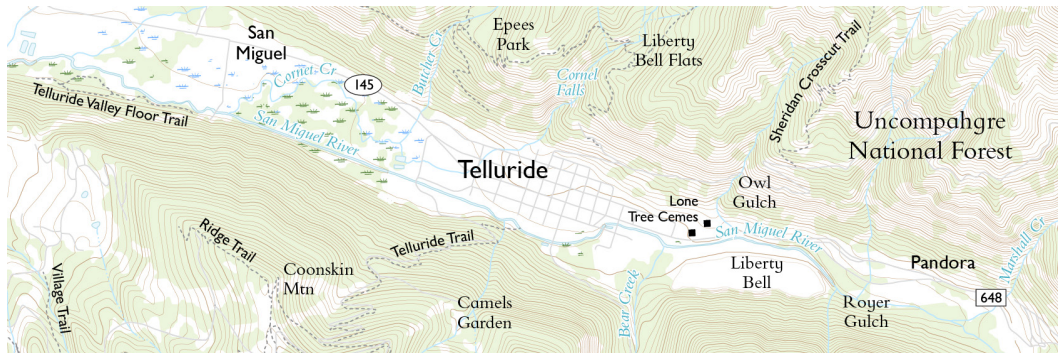 San
Miguel
Epees
Park
Liberty
Bell Flats
Butcher Cr
Cornet Cr
145
Cornel
Falls
Sheridan Crosscut Trail
Telluride Valley Floor Trail
San Miguel River
Uncompahgre
National Forest
Telluride
Owl
Gulch
Lone
Tree Cemes
San Miguel River
Ridge Trail
Telluride Trail
Marshall Cr
Pandora
Liberty
Bell
Coonskin
Mtn
Village Trail
Bear Creek
648
Camels
Garden
Royer
Gulch